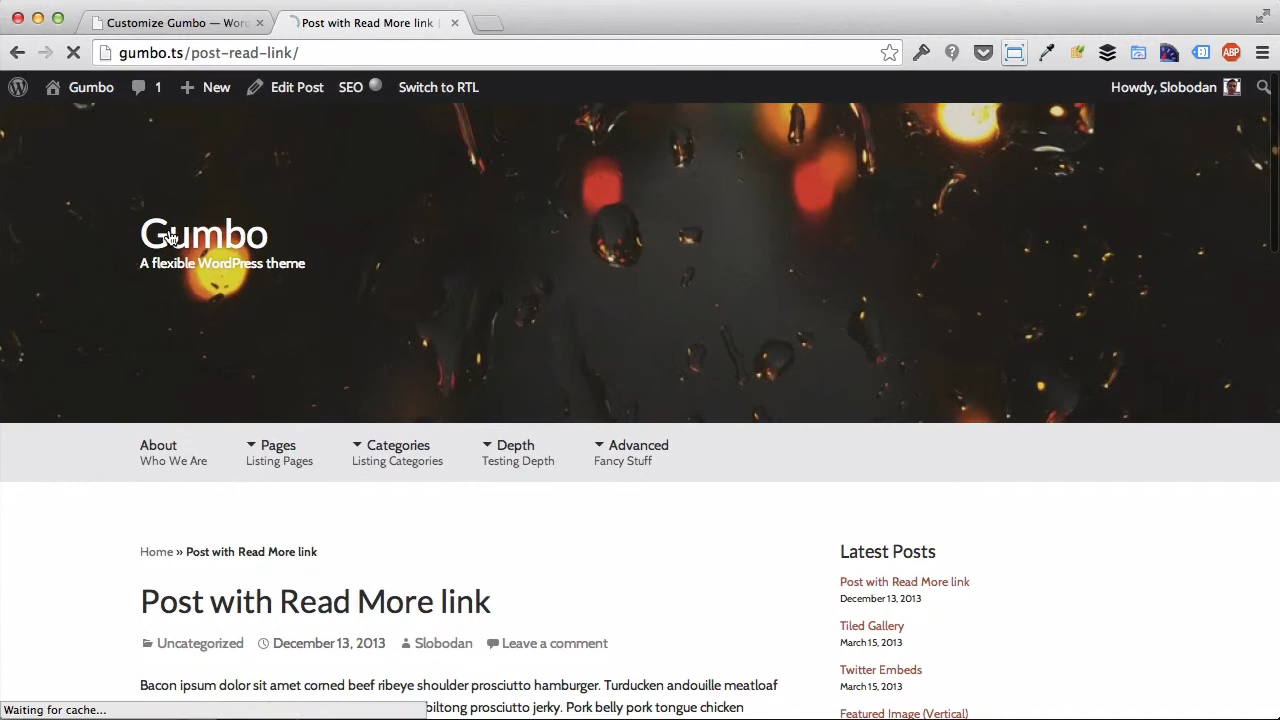 Customize Gumbo — Word
Post with Read More link
gumbo.ts/post-read-link/
Gumbo 1 New Edit Post SEO Switch to RTL Howdy, Slobodan
Gumbo
A flexible WordPress theme
About Pages Categories Depth Advanced
Who We Are Listing Pages Listing Categories Testing Depth Fancy Stuff
Home » Post with Read More link
Post with Read More link
Uncategorized December 13, 2013 Slobodan Leave a comment
Bacon ipsum dolor sit amet corned beef ribeye shoulder prosciutto hamburger. Turducken andouille meatloaf
biltong prosciutto jerky. Pork belly pork tongue chicken
Latest Posts
Post with Read More link
December 13, 2013
Tiled Gallery
March 15, 2013
Twitter Embeds
March 15, 2013
Featured Image (Vertical)
Waiting for cache...
ABP